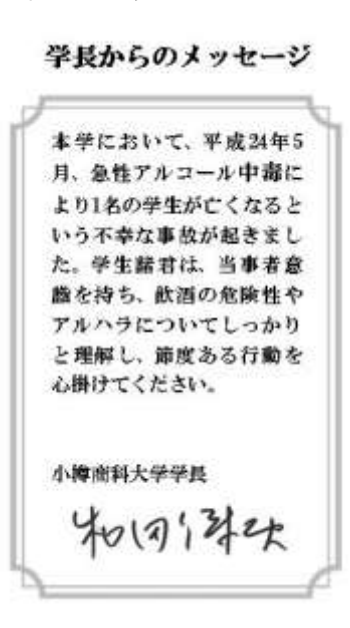 学長からのメッセージ
本学において、平成24年5
月、急性アルコール中毒に
より1名の学生が亡くなると
いう不幸な事故が起きまし
た。学生諸君は、当事者意
識を持ち、飲酒の危険性や
アルハラについてしっかり
と理解し、節度ある行動を
心掛けてください。
小樽商科大学学長
和田健夫